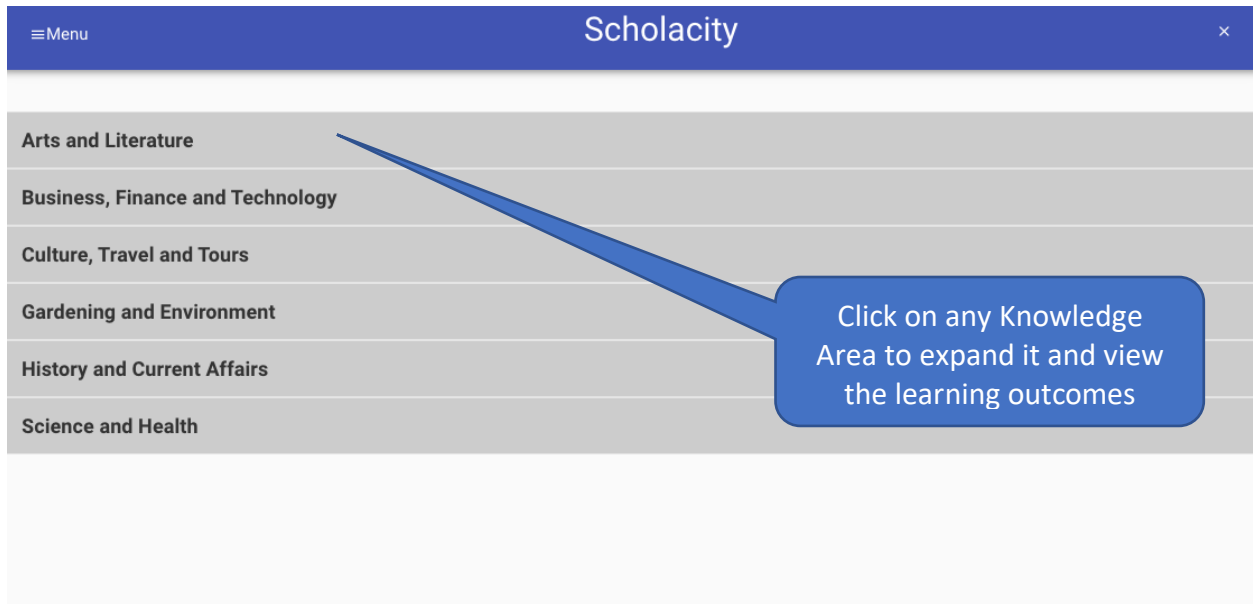 ≡Menu
Scholacity
×
Arts and Literature
Business, Finance and Technology
Culture, Travel and Tours
Gardening and Environment
History and Current Affairs
Science and Health
Click on any Knowledge
Area to expand it and view
the learning outcomes